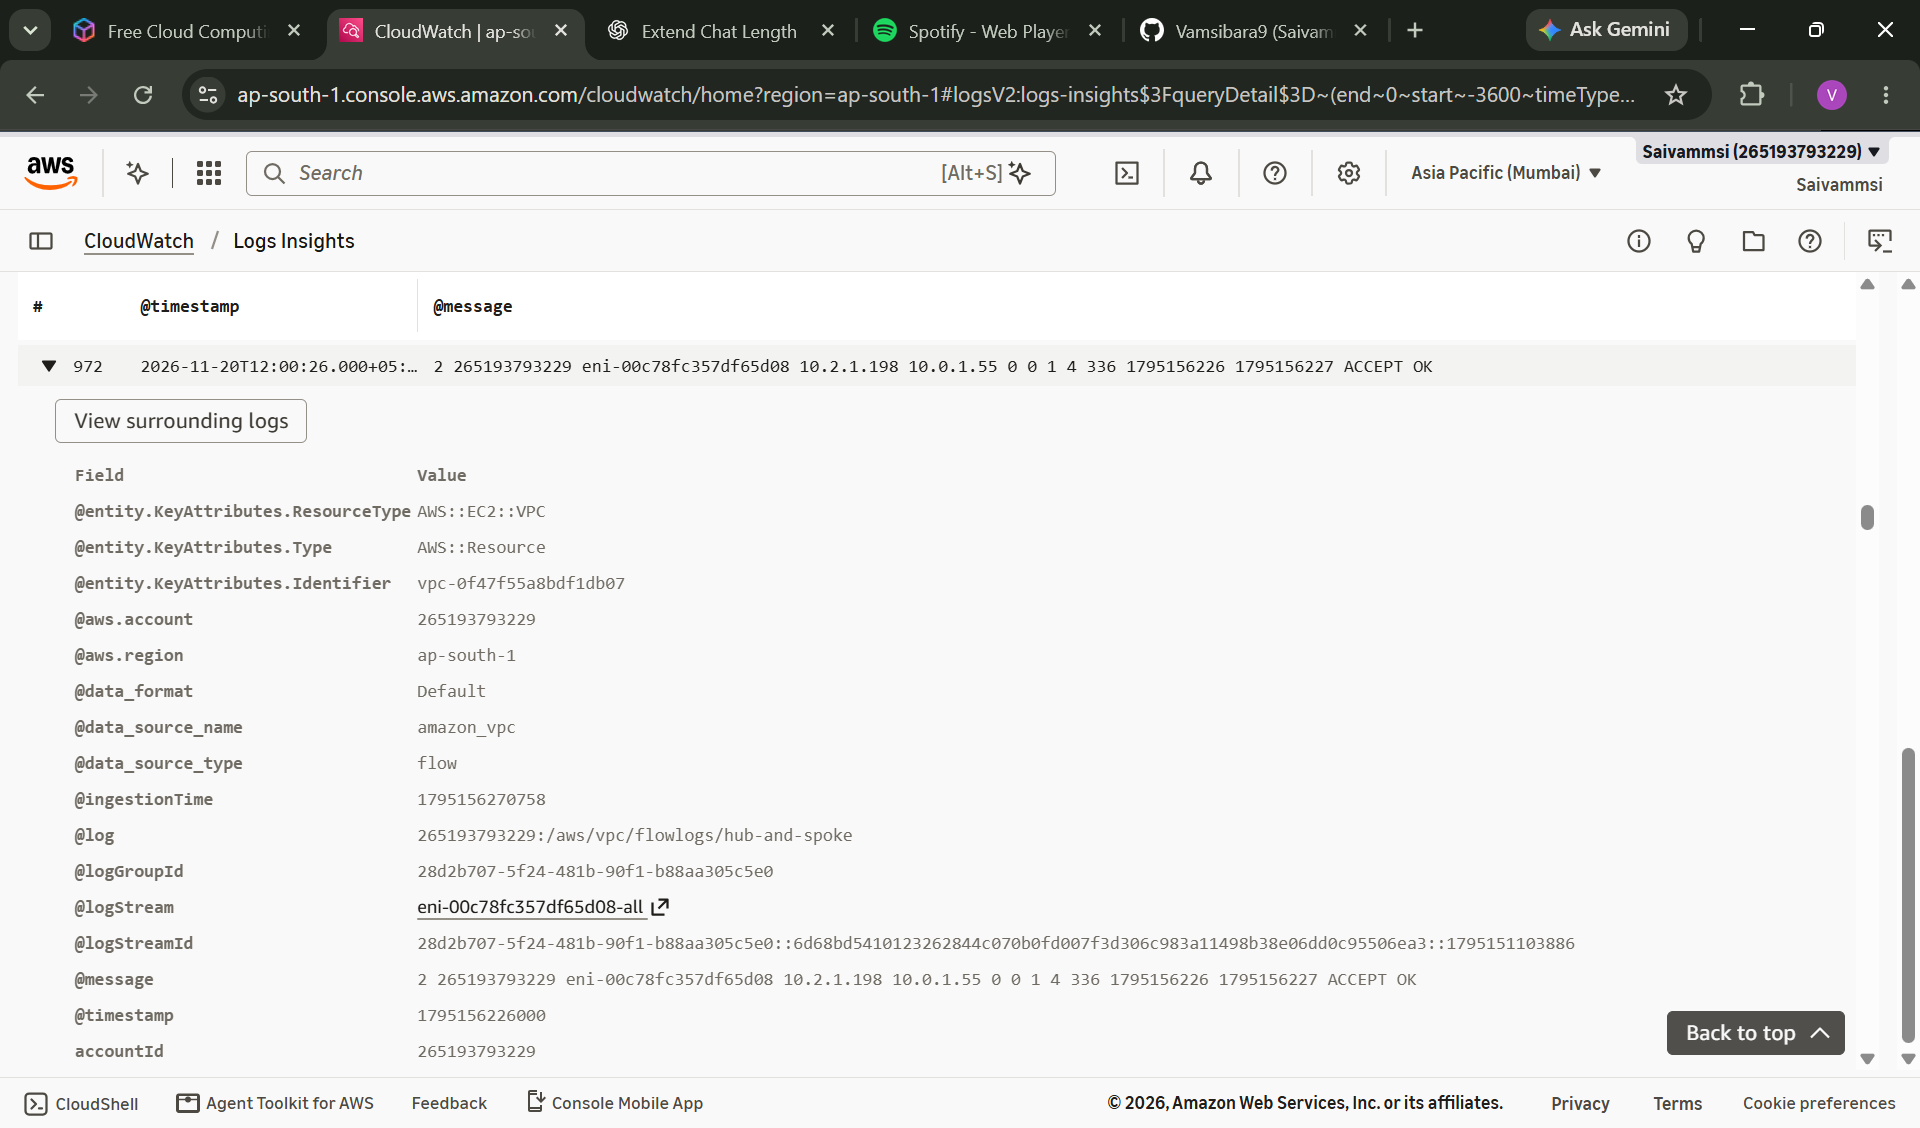 Free Cloud Computi
CloudWatch | ap-sou
Extend Chat Length
Spotify - Web Player
Vamsibara9 (Saivam
Ask Gemini
ap-south-1.console.aws.amazon.com/cloudwatch/home?region=ap-south-1#logsV2:logs-insights$3FqueryDetail$3D~(end~0~start~-3600~timeType...
V
aws
Search
[Alt+S]
Asia Pacific (Mumbai)
Saivammsi (265193793229)
Saivammsi
CloudWatch / Logs Insights
# @timestamp @message
972 2026-11-20T12:00:26.000+05:… 2 265193793229 eni-00c78fc357df65d08 10.2.1.198 10.0.1.55 0 0 1 4 336 1795156226 1795156227 ACCEPT OK
View surrounding logs
Field Value
@entity.KeyAttributes.ResourceType AWS::EC2::VPC
@entity.KeyAttributes.Type AWS::Resource
@entity.KeyAttributes.Identifier vpc-0f47f55a8bdf1db07
@aws.account 265193793229
@aws.region ap-south-1
@data_format Default
@data_source_name amazon_vpc
@data_source_type flow
@ingestionTime 1795156270758
@log 265193793229:/aws/vpc/flowlogs/hub-and-spoke
@logGroupId 28d2b707-5f24-481b-90f1-b88aa305c5e0
@logStream eni-00c78fc357df65d08-all
@logStreamId 28d2b707-5f24-481b-90f1-b88aa305c5e0::6d68bd5410123262844c070b0fd007f3d306c983a11498b38e06dd0c95506ea3::1795151103886
@message 2 265193793229 eni-00c78fc357df65d08 10.2.1.198 10.0.1.55 0 0 1 4 336 1795156226 1795156227 ACCEPT OK
@timestamp 1795156226000
accountId 265193793229
Back to top
CloudShell
Agent Toolkit for AWS
Feedback
Console Mobile App
© 2026, Amazon Web Services, Inc. or its affiliates.
Privacy
Terms
Cookie preferences